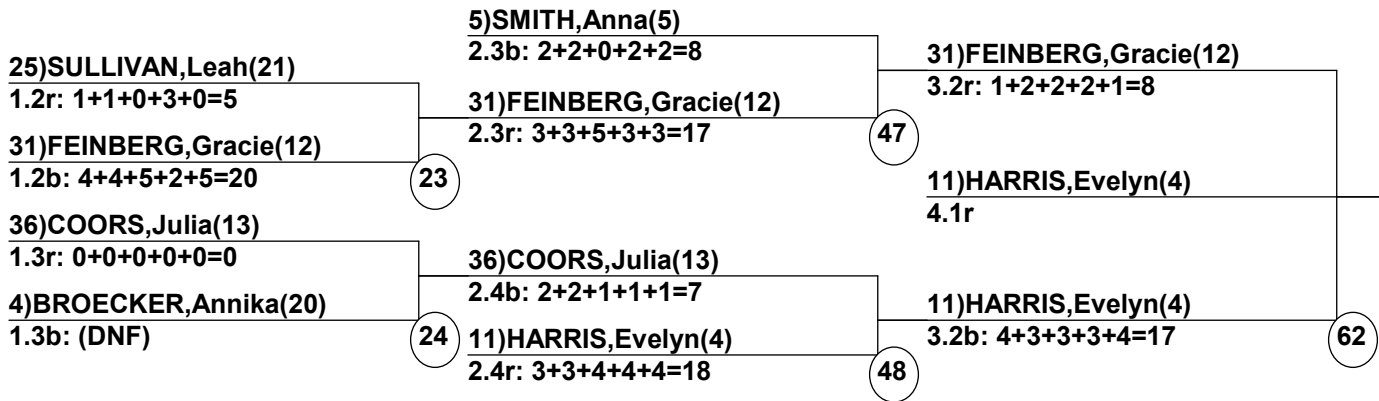 25)SULLIVAN,Leah(21)
1.2r: 1+1+0+3+0=5
31)FEINBERG,Gracie(12)
1.2b: 4+4+5+2+5=20
23
36)COORS,Julia(13)
1.3r: 0+0+0+0+0=0
4)BROECKER,Annika(20)
1.3b: (DNF)
24
5)SMITH,Anna(5)
2.3b: 2+2+0+2+2=8
31)FEINBERG,Gracie(12)
2.3r: 3+3+5+3+3=17
47
36)COORS,Julia(13)
2.4b: 2+2+1+1+1=7
11)HARRIS,Evelyn(4)
2.4r: 3+3+4+4+4=18
48
31)FEINBERG,Gracie(12)
3.2r: 1+2+2+2+1=8
11)HARRIS,Evelyn(4)
4.1r
11)HARRIS,Evelyn(4)
3.2b: 4+3+3+3+4=17
62